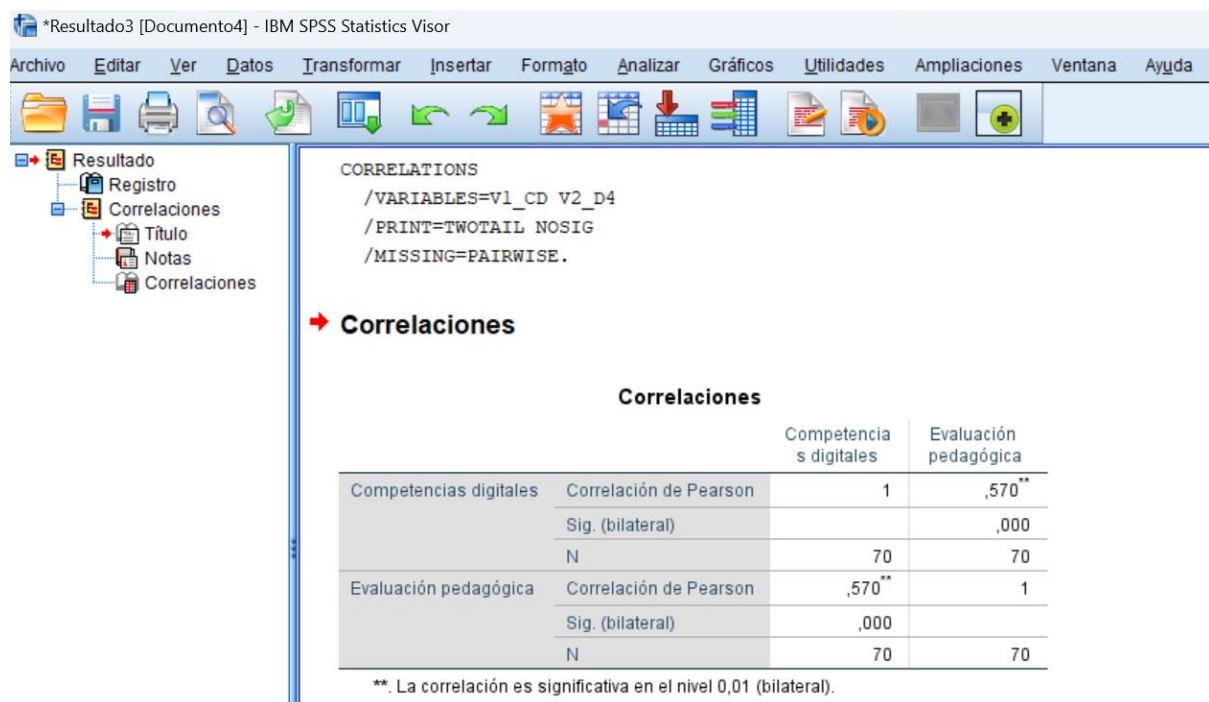 *Resultado3 [Documento4] - IBM SPSS Statistics Visor
Archivo Editar Ver Datos Transformar Insertar Formato Analizar Gráficos Utilidades Ampliaciones Ventana Ayuda
Resultado
Registro
Correlaciones
Título
Notas
Correlaciones
CORRELATIONS
/VARIABLES=V1_CD V2_D4
/PRINT=TWOTAIL NOSIG
/MISSING=PAIRWISE.
Correlaciones
Correlaciones
Competencia Evaluación
s digitales pedagógica
Competencias digitales Correlación de Pearson 1 ,570**
Sig. (bilateral) ,000
N 70 70
Evaluación pedagógica Correlación de Pearson ,570** 1
Sig. (bilateral) ,000
N 70 70
**. La correlación es significativa en el nivel 0,01 (bilateral).